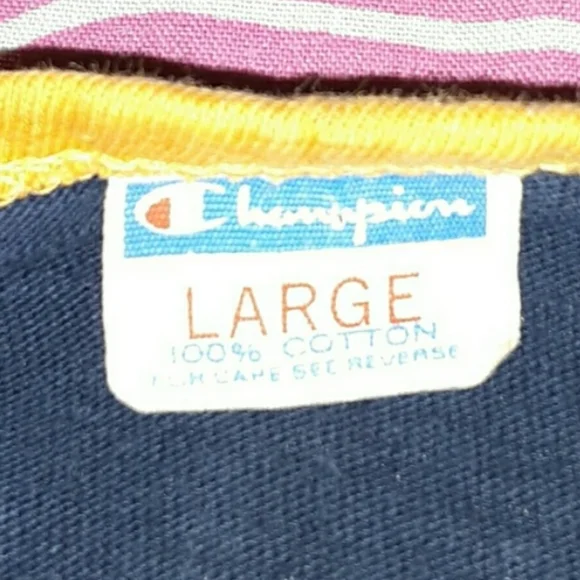 Champion
LARGE
100% COTTON
FOR CARE SEE REVERSE